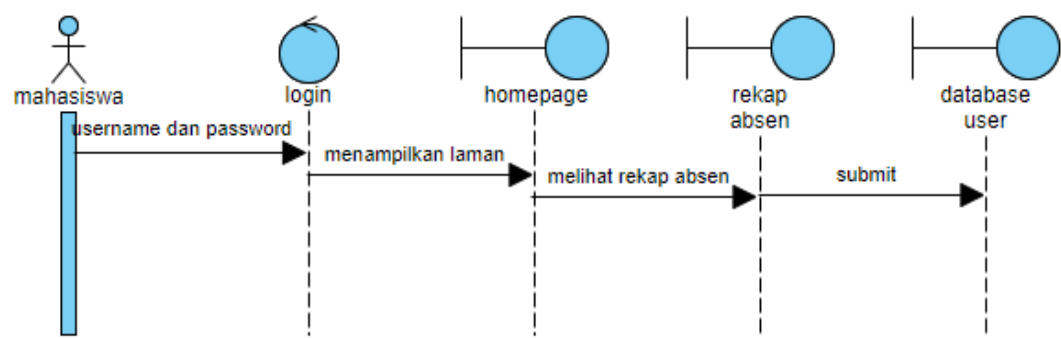 mahasiswa
login
homepage
rekap
absen
database
user
username dan password
menampilkan laman
melihat rekap absen
submit